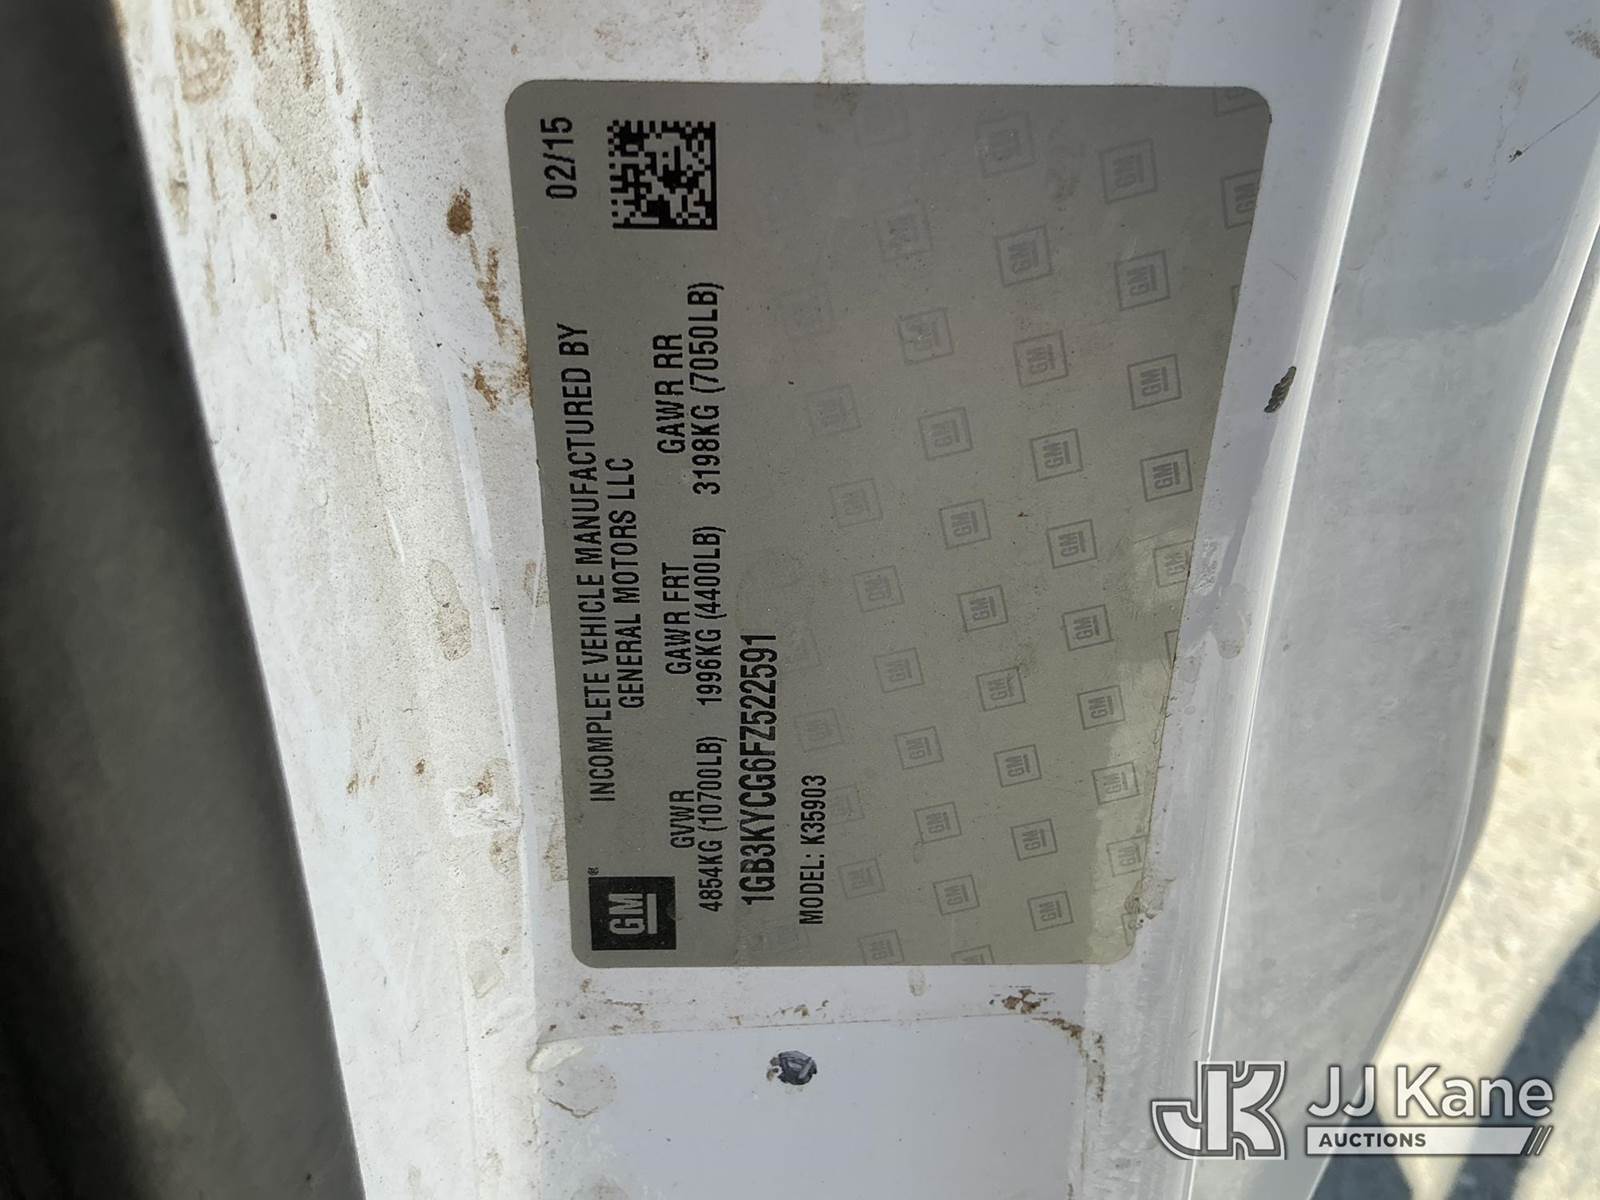 INCOMPLETE VEHICLE MANUFACTURED BY 02/15
GENERAL MOTORS LLC
GM®
GVWR GAWR FRT GAWR RR
4854KG (10700LB) 1996KG (4400LB) 3198KG (7050LB)
1GB3KYCG6FZ522591
MODEL: K35903
JK JJ Kane
AUCTIONS